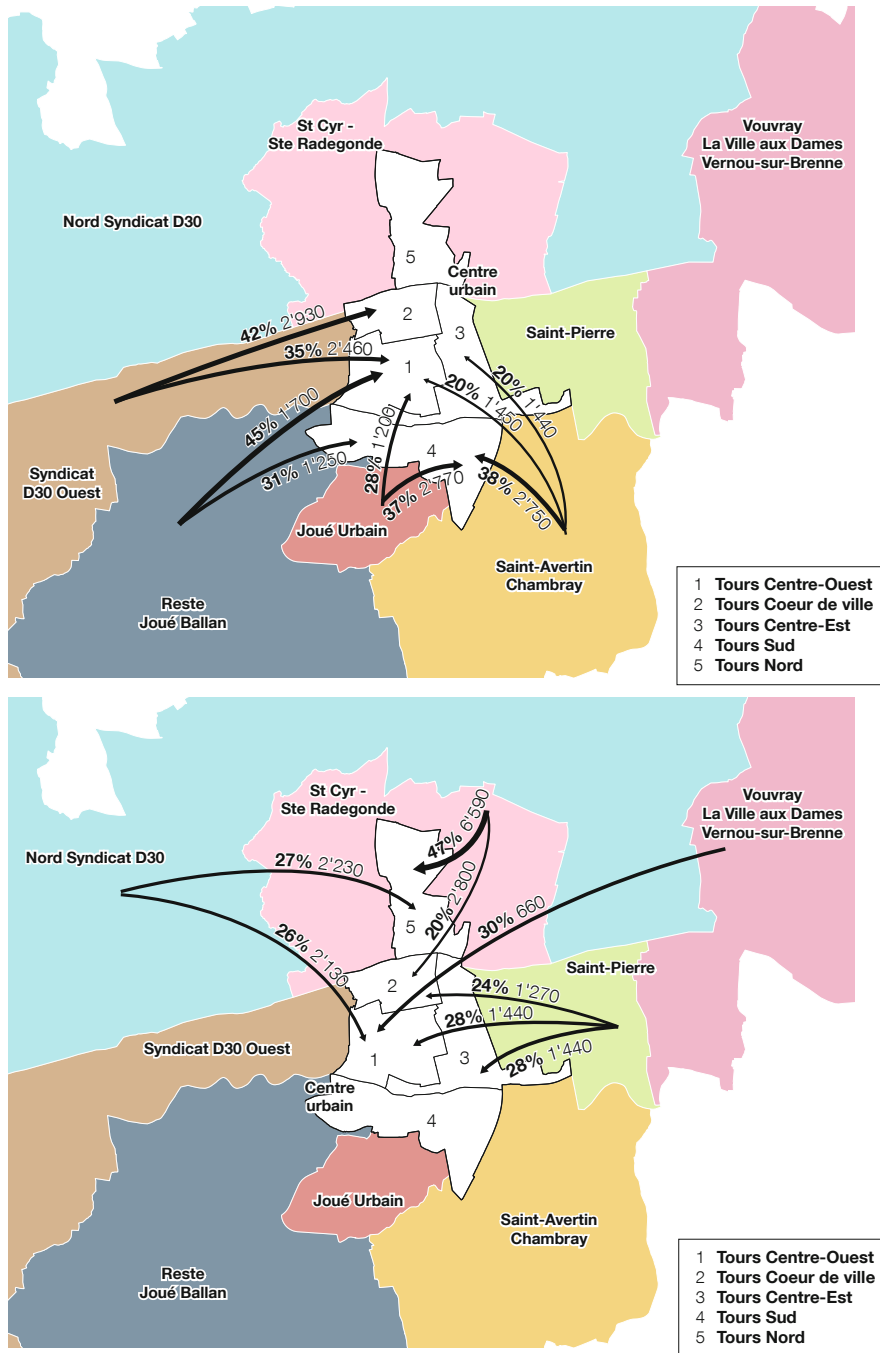 St Cyr -
Ste Radegonde
Vouvray
La Ville aux Dames
Vernou-sur-Brenne
Nord Syndicat D30
5
Centre
urbain
42% 2'930
2
3
Saint-Pierre
35% 2'460
1
20% 1'440
20% 1'450
45% 1'700
28% 1'200
31% 1'250
4
Syndicat
D30 Ouest
37% 2'770
38% 2'750
Joué Urbain
Saint-Avertin
Chambray
Reste
Joué Ballan
1 Tours Centre-Ouest
2 Tours Coeur de ville
3 Tours Centre-Est
4 Tours Sud
5 Tours Nord
St Cyr -
Ste Radegonde
Vouvray
La Ville aux Dames
Vernou-sur-Brenne
47% 6'590
Nord Syndicat D30
27% 2'230
20% 2'800
30% 660
5
26% 2'130
Saint-Pierre
2
24% 1'270
28% 1'440
Syndicat D30 Ouest
1
3
28% 1'440
Centre
urbain
4
Joué Urbain
Saint-Avertin
Chambray
Reste
Joué Ballan
1 Tours Centre-Ouest
2 Tours Coeur de ville
3 Tours Centre-Est
4 Tours Sud
5 Tours Nord